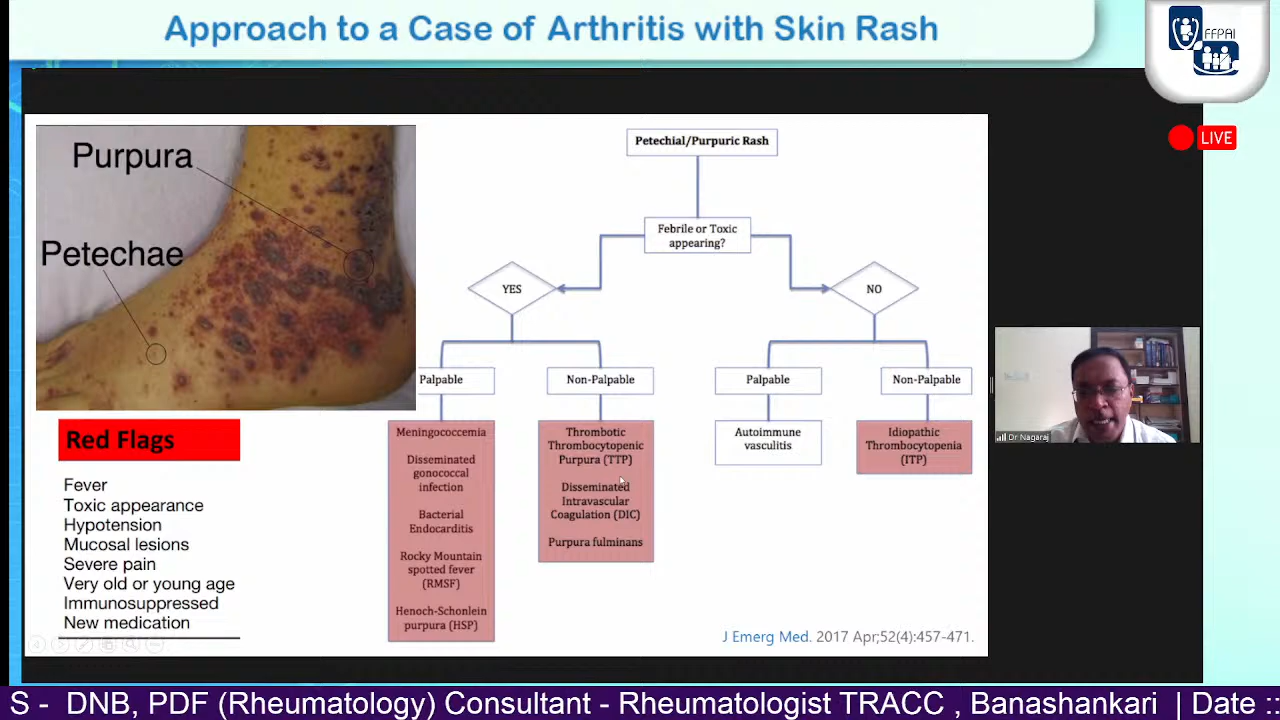 Approach to a Case of Arthritis with Skin Rash
FFPAI
LIVE
Purpura
Petechae
Petechial/Purpuric Rash
Febrile or Toxic
appearing?
YES
NO
Palpable
Non-Palpable
Palpable
Non-Palpable
Meningococcemia
Disseminated
gonococcal
infection
Bacterial
Endocarditis
Rocky Mountain
spotted fever
(RMSF)
Henoch-Schonlein
purpura (HSP)
Thrombotic
Thrombocytopenic
Purpura (TTP)
Disseminated
Intravascular
Coagulation (DIC)
Purpura fulminans
Autoimmune
vasculitis
Idiopathic
Thrombocytopenia
(ITP)
Red Flags
Fever
Toxic appearance
Hypotension
Mucosal lesions
Severe pain
Very old or young age
Immunosuppressed
New medication
J Emerg Med. 2017 Apr;52(4):457-471.
Dr Nagaraj
S - DNB, PDF (Rheumatology) Consultant - Rheumatologist TRACC , Banashankari | Date ::